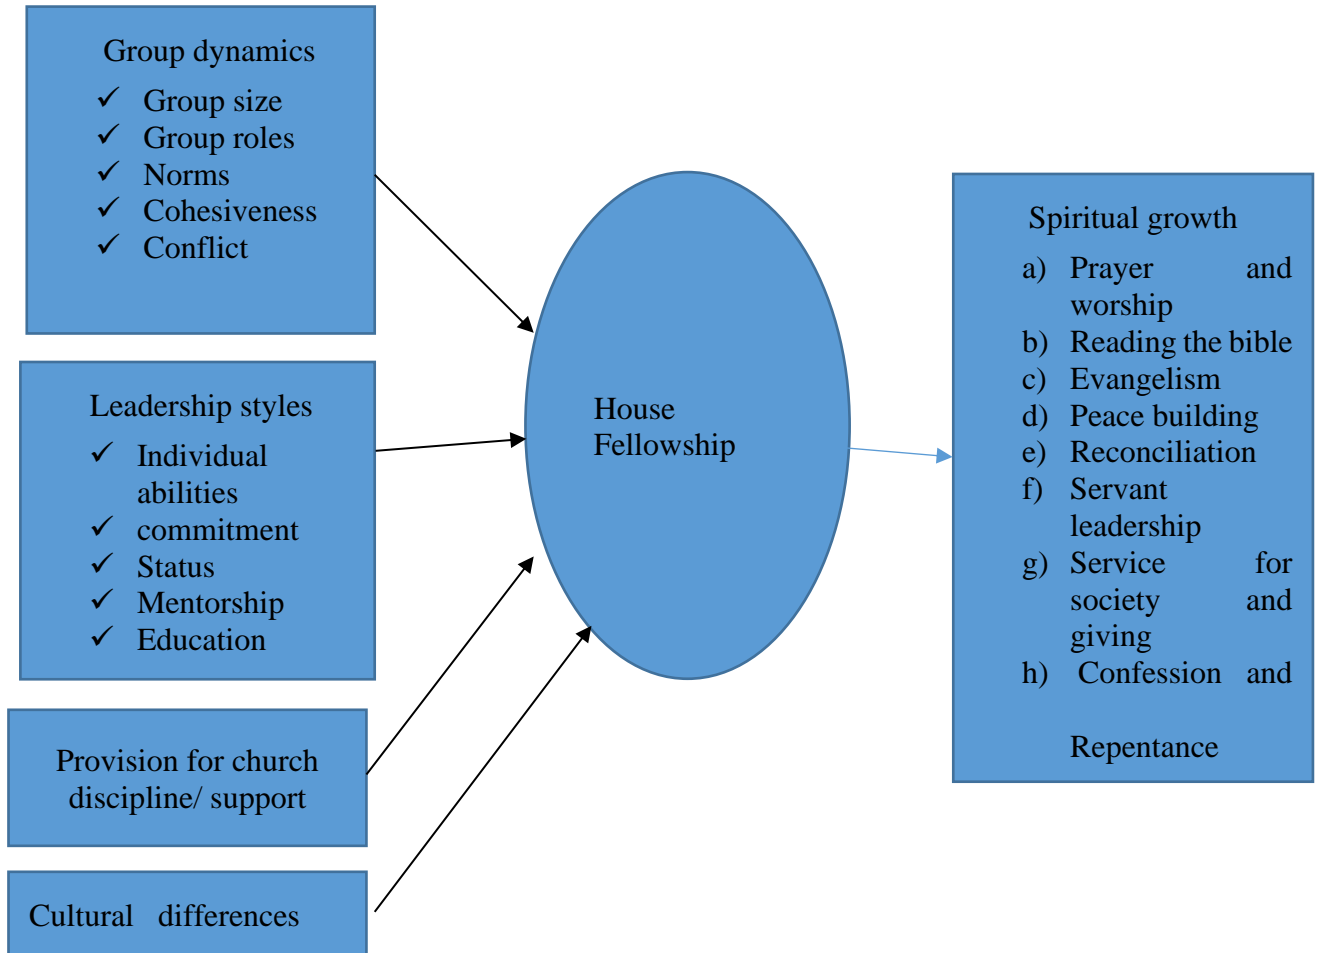 Group dynamics
✓ Group size
✓ Group roles
✓ Norms
✓ Cohesiveness
✓ Conflict
Leadership styles
✓ Individual
abilities
✓ commitment
✓ Status
✓ Mentorship
✓ Education
Provision for church
discipline/ support
Cultural differences
House
Fellowship
Spiritual growth
a) Prayer and
worship
b) Reading the bible
c) Evangelism
d) Peace building
e) Reconciliation
f) Servant
leadership
g) Service for
society and
giving
h) Confession and
Repentance